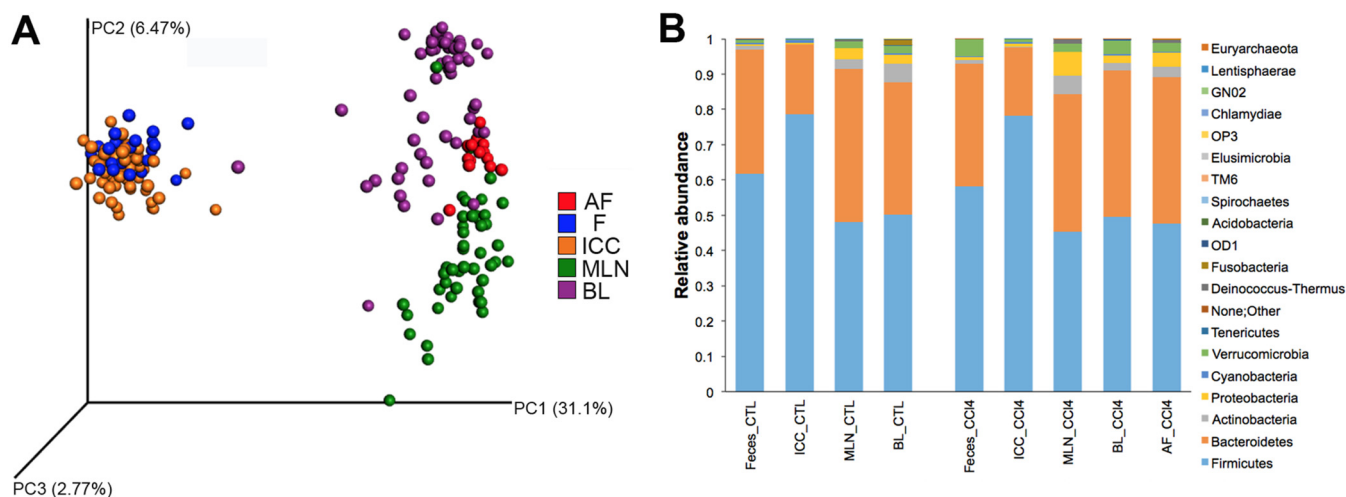 A
PC2 (6.47%)
PC1 (31.1%)
PC3 (2.77%)
AF
F
ICC
MLN
BL
B
Relative abundance
1
0.9
0.8
0.7
0.6
0.5
0.4
0.3
0.2
0.1
0
Feces_CTL
ICC_CTL
MLN_CTL
BL_CTL
Feces_CCl4
ICC_CCl4
MLN_CCl4
BL_CCl4
AF_CCl4
Euryarchaeota
Lentisphaerae
GN02
Chlamydiae
OP3
Elusimicrobia
TM6
Spirochaetes
Acidobacteria
OD1
Fusobacteria
Deinococcus-Thermus
None;Other
Tenericutes
Verrucomicrobia
Cyanobacteria
Proteobacteria
Actinobacteria
Bacteroidetes
Firmicutes